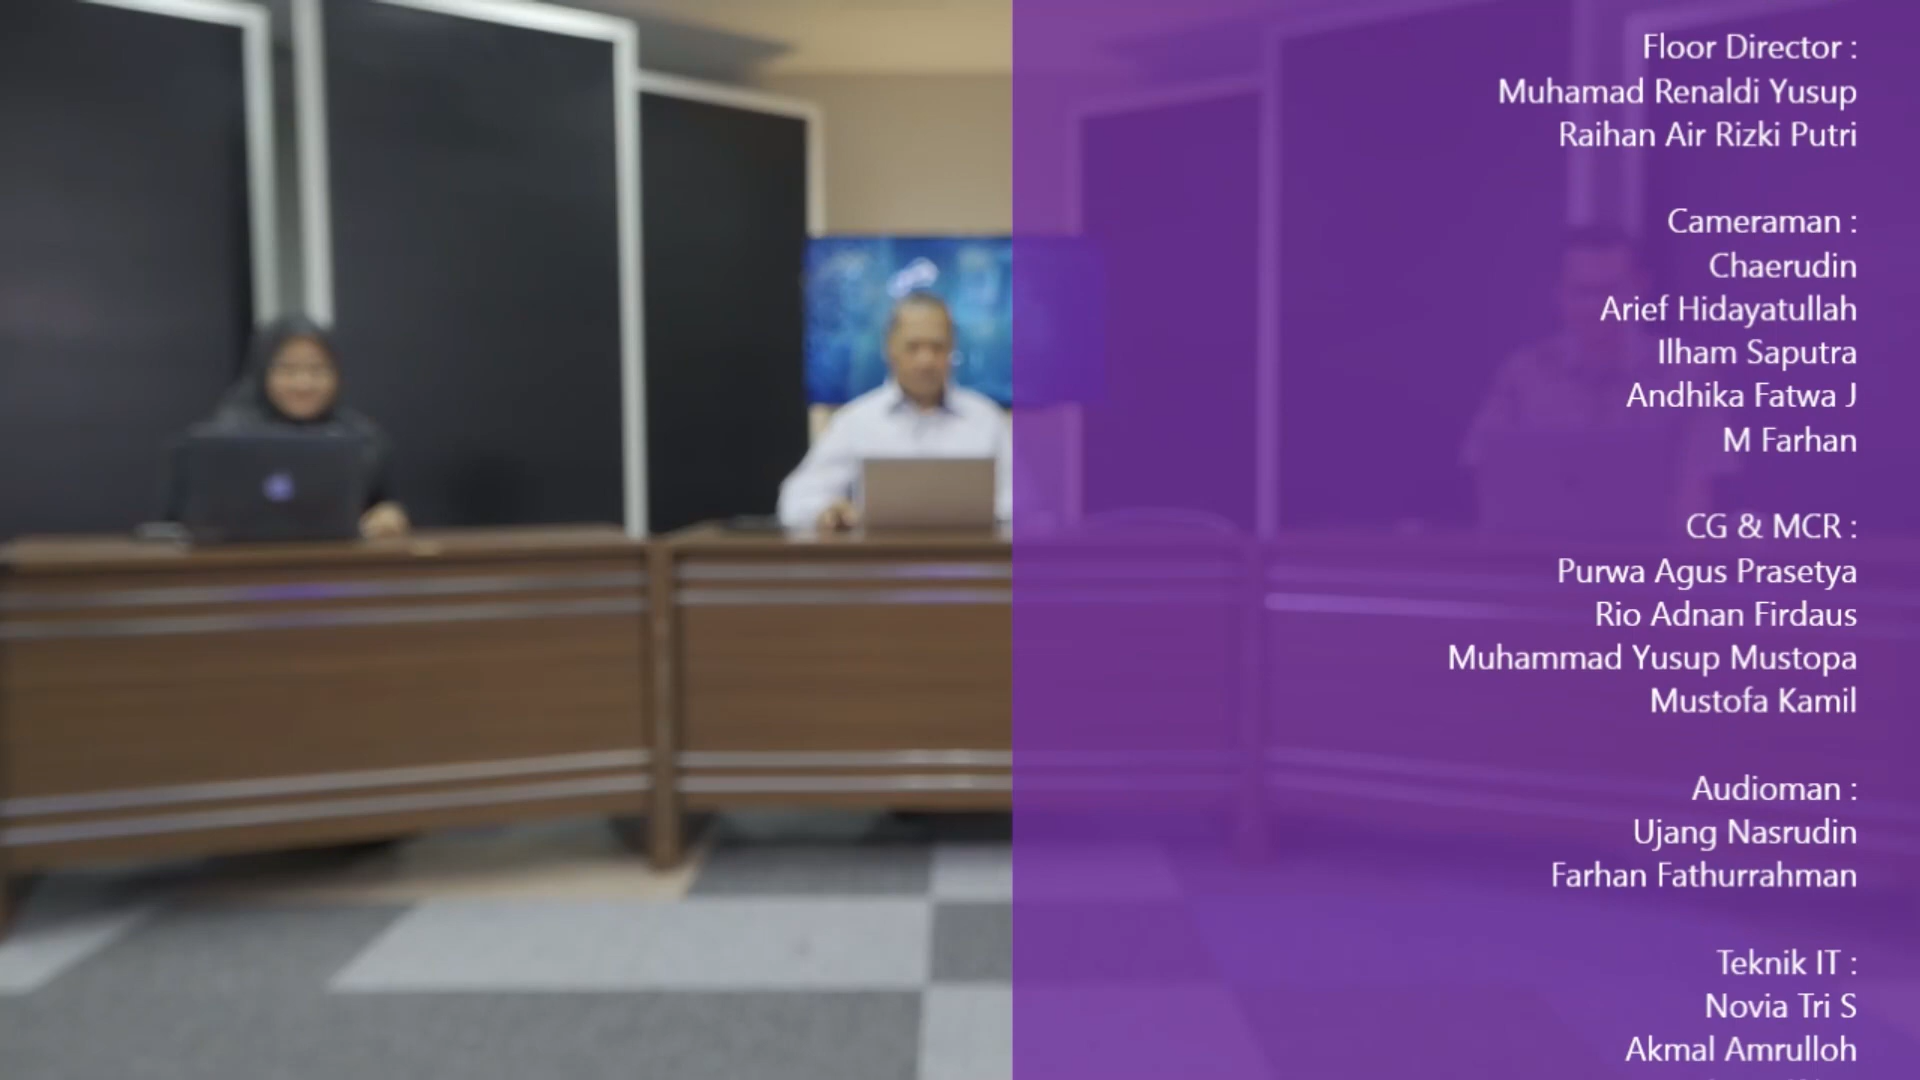 Floor Director :
Muhamad Renaldi Yusup
Raihan Air Rizki Putri
Cameraman :
Chaerudin
Arief Hidayatullah
Ilham Saputra
Andhika Fatwa J
M Farhan
CG & MCR :
Purwa Agus Prasetya
Rio Adnan Firdaus
Muhammad Yusup Mustopa
Mustofa Kamil
Audioman :
Ujang Nasrudin
Farhan Fathurrahman
Teknik IT :
Novia Tri S
Akmal Amrulloh